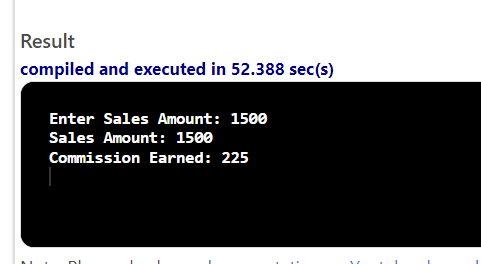 Result
compiled and executed in 52.388 sec(s)
Enter Sales Amount: 1500
Sales Amount: 1500
Commission Earned: 225